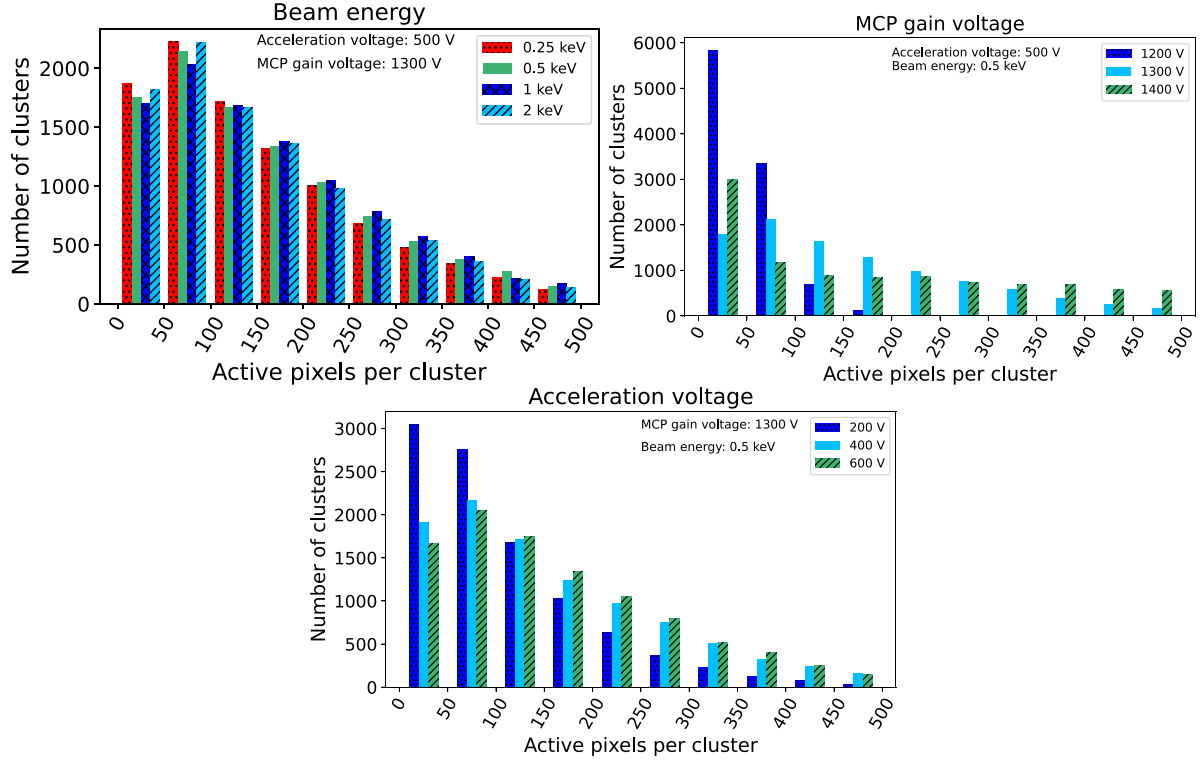 Beam energy
Acceleration voltage: 500 V
MCP gain voltage: 1300 V
0.25 keV
0.5 keV
1 keV
2 keV
Number of clusters
2000
1500
1000
500
0
0 50 100 150 200 250 300 350 400 450 500
Active pixels per cluster
MCP gain voltage
Acceleration voltage: 500 V
Beam energy: 0.5 keV
1200 V
1300 V
1400 V
Number of clusters
6000
5000
4000
3000
2000
1000
0
0 50 100 150 200 250 300 350 400 450 500
Active pixels per cluster
Acceleration voltage
MCP gain voltage: 1300 V
Beam energy: 0.5 keV
200 V
400 V
600 V
Number of clusters
3000
2500
2000
1500
1000
500
0
0 50 100 150 200 250 300 350 400 450 500
Active pixels per cluster